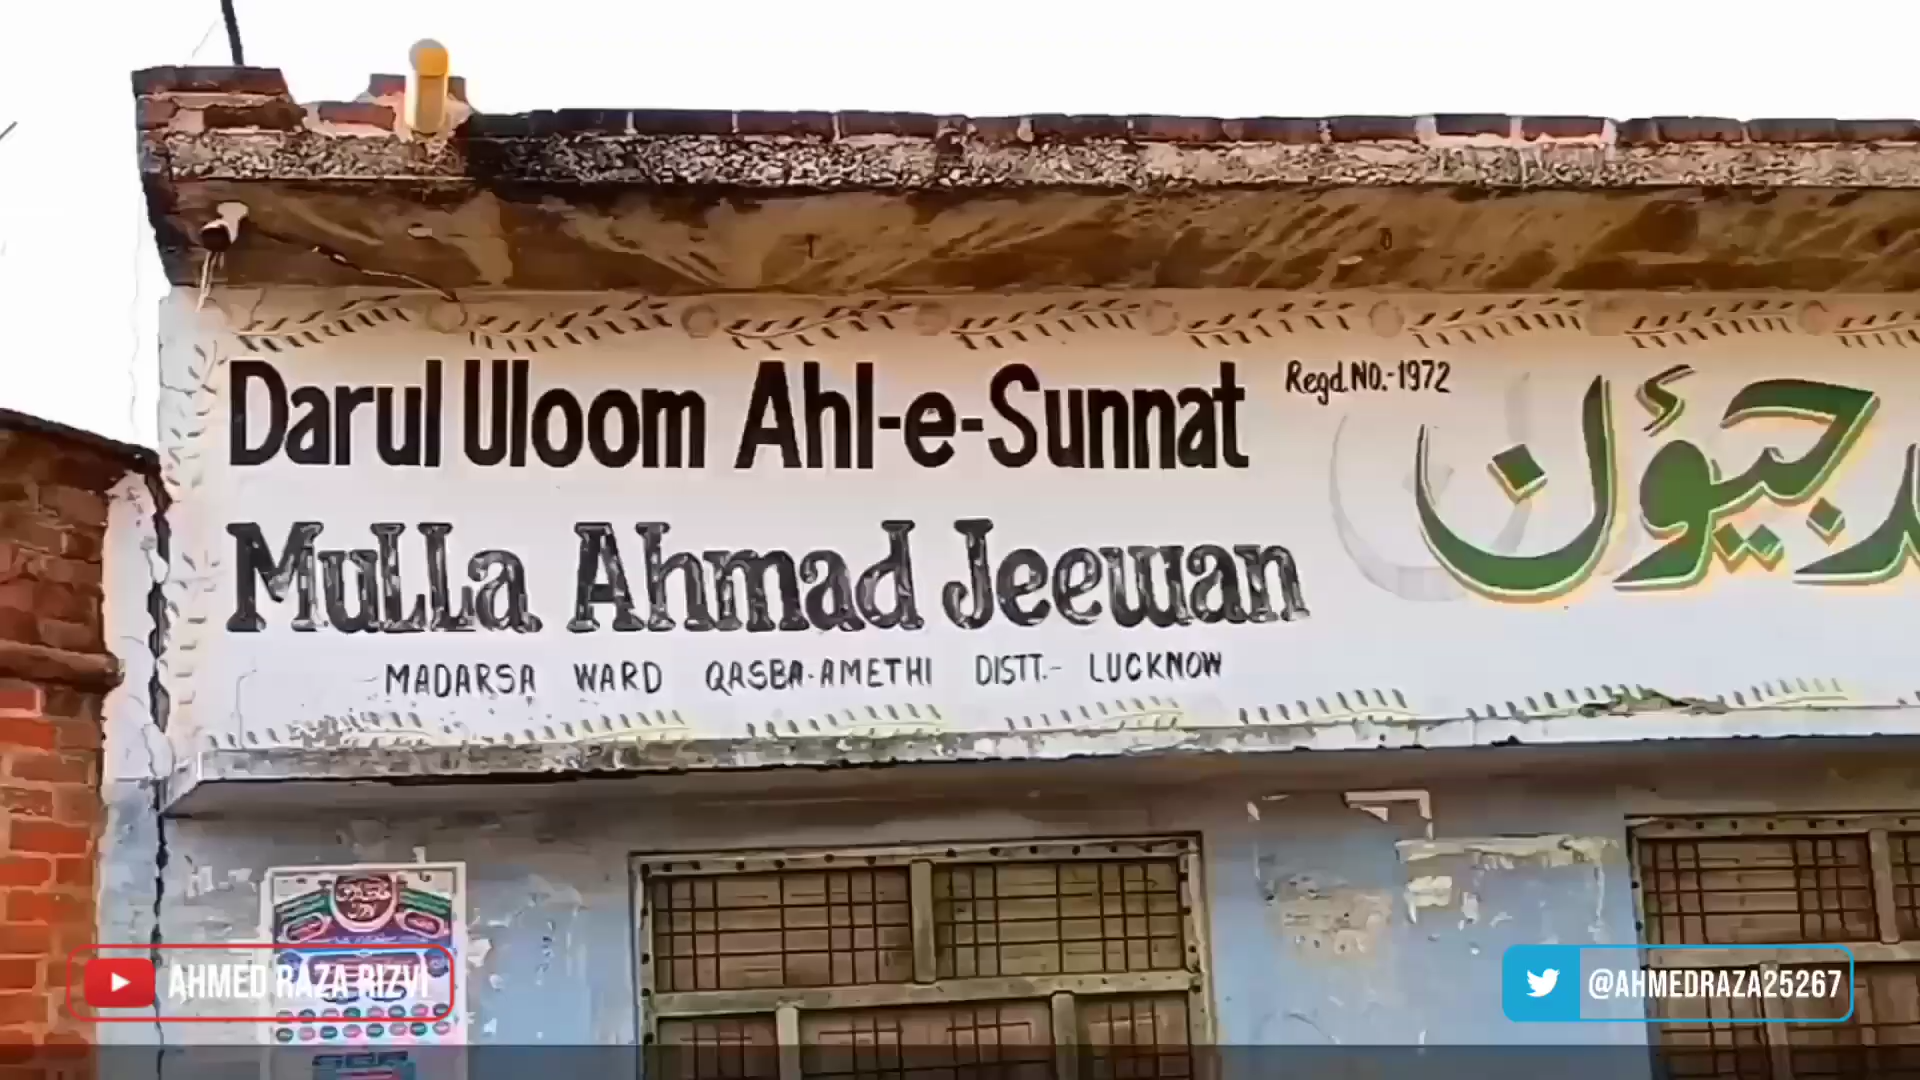 Darul Uloom Ahl-e-Sunnat
Regd.NO.-1972
Mulla Ahmad Jeewan
جیؤن
MADARSA WARD QASBA-AMETHI DISTT.- LUCKNOW
AHMED RAZA RIZVI
@AHMEDRAZA25267